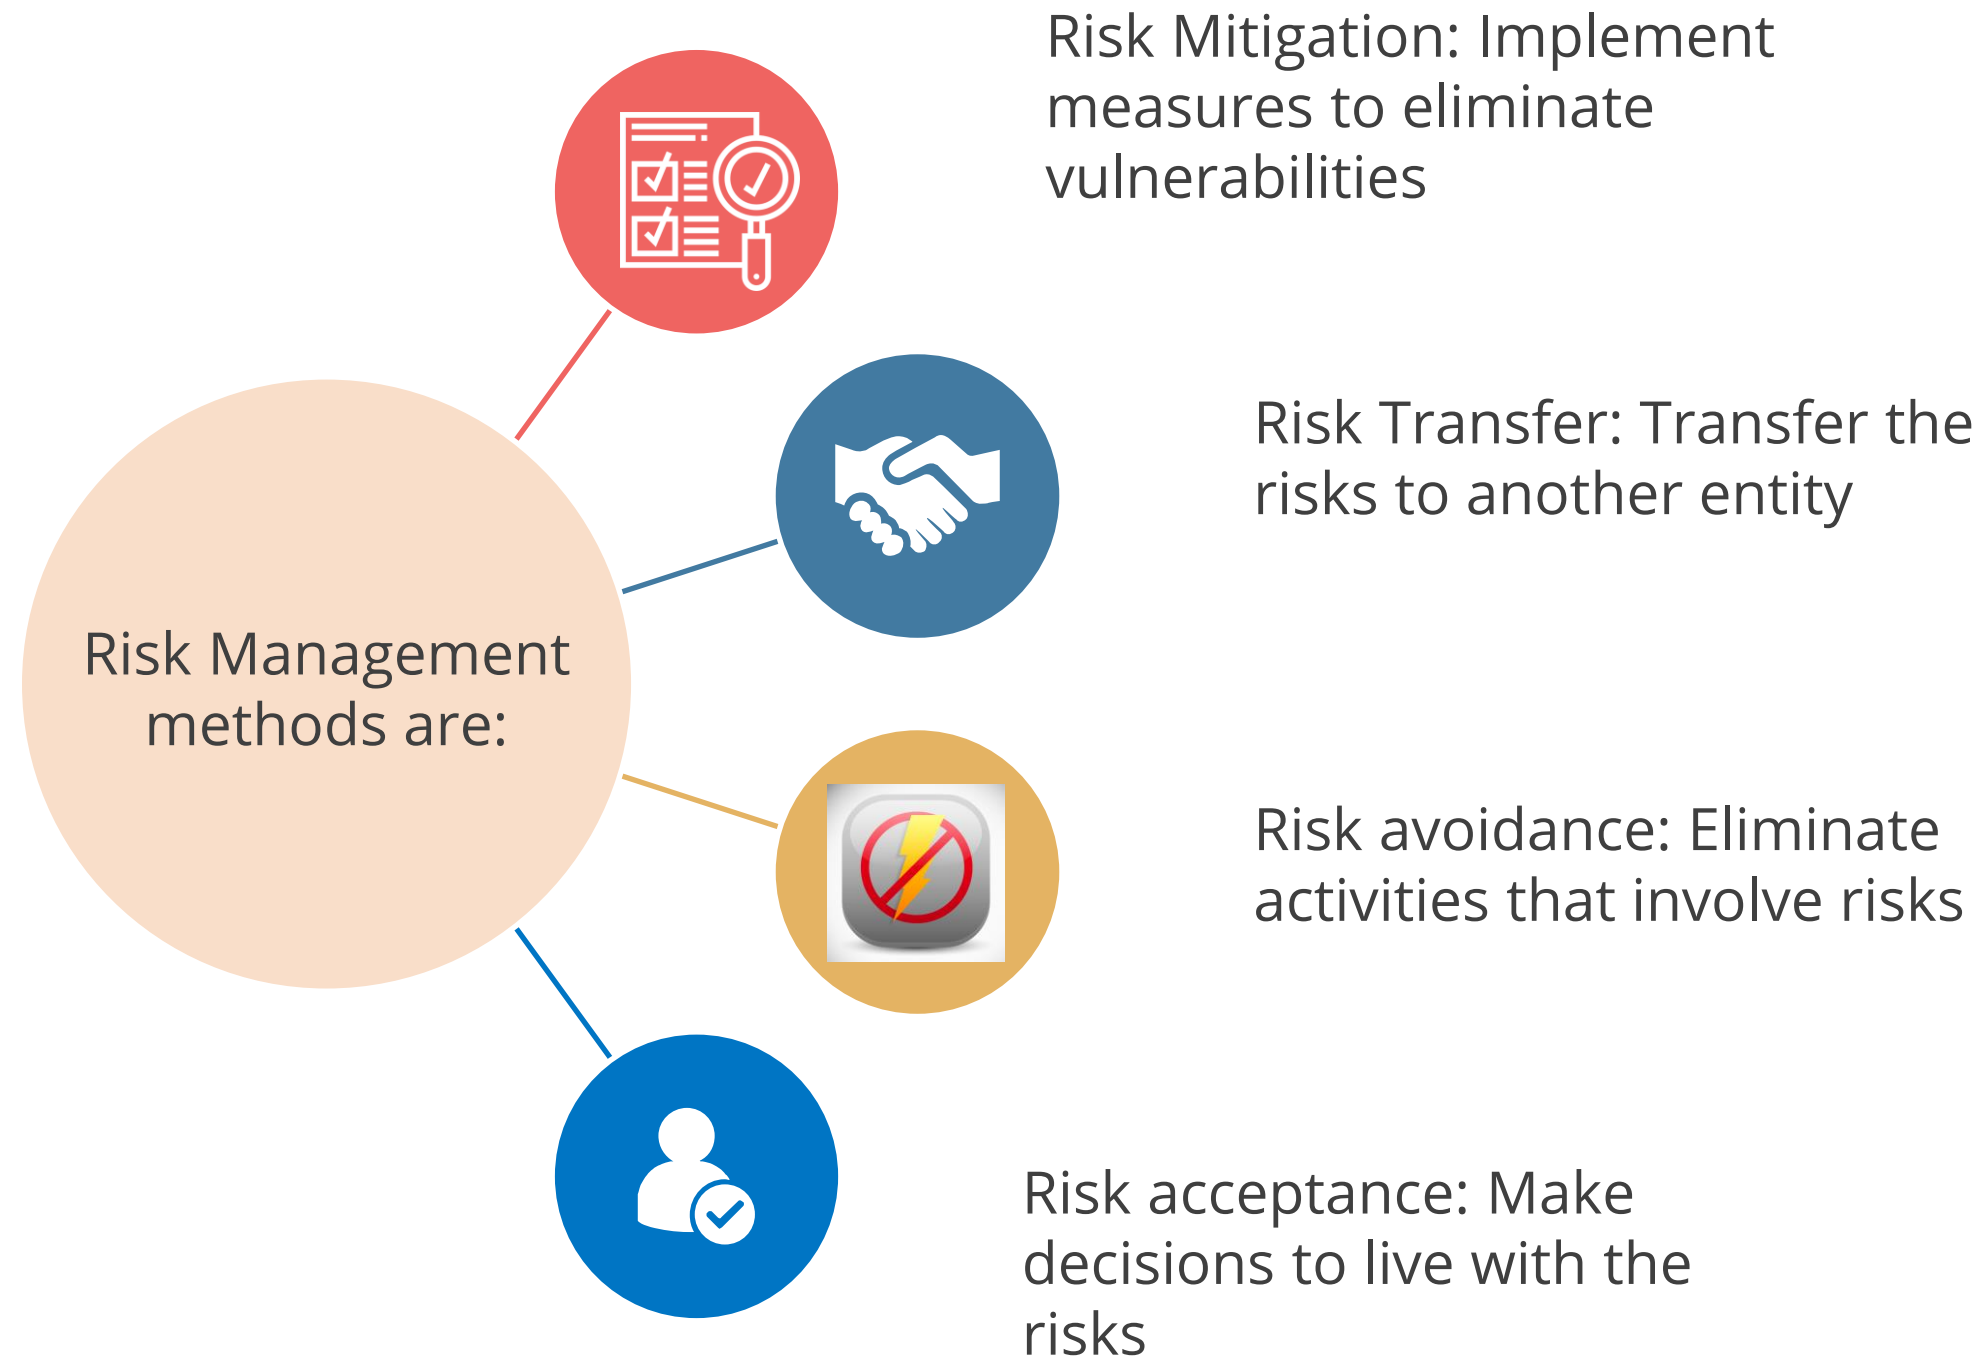 Risk Mitigation: Implement
measures to eliminate
vulnerabilities
Risk Transfer: Transfer the
risks to another entity
Risk Management
methods are:
Risk avoidance: Eliminate
activities that involve risks
Risk acceptance: Make
decisions to live with the
risks